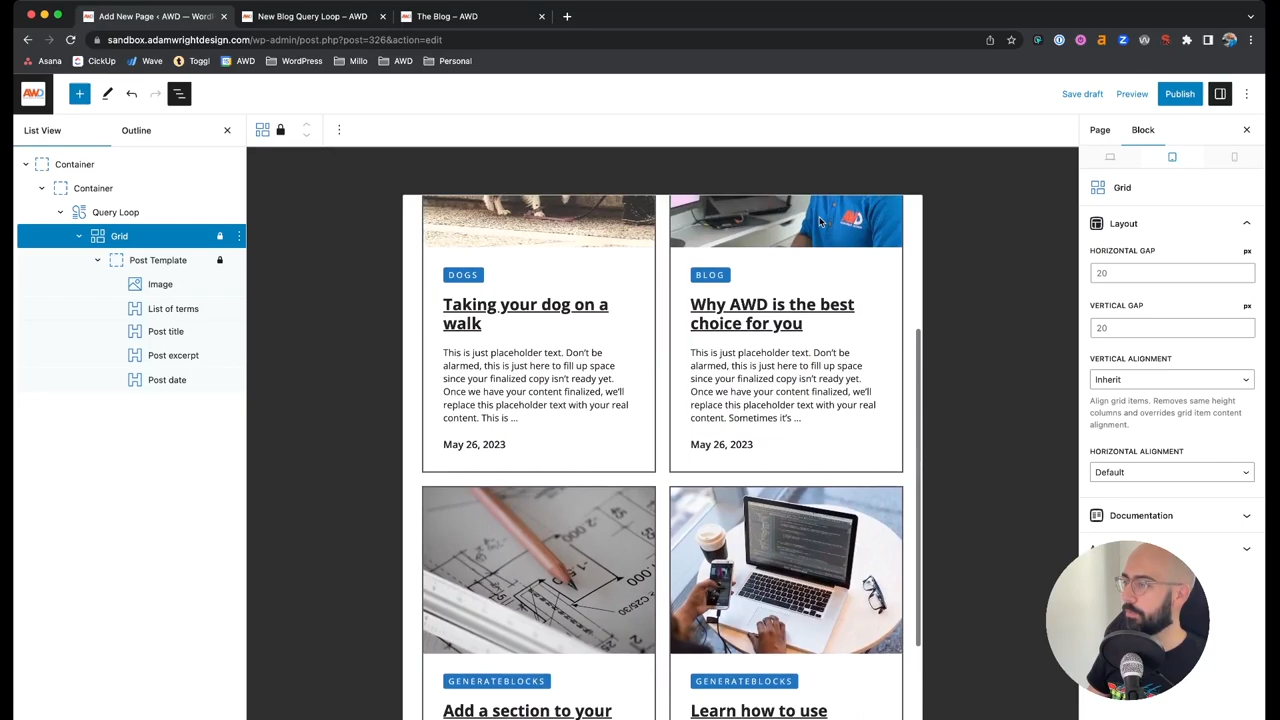 Add New Page ‹ AWD — WordP
New Blog Query Loop – AWD
The Blog – AWD
sandbox.adamwrightdesign.com/wp-admin/post.php?post=326&action=edit
Asana
ClickUp
Wave
Toggl
AWD
WordPress
Millo
AWD
Personal
AWD
Save draft
Preview
Publish
List View
Outline
Container
Container
Query Loop
Grid
Post Template
Image
List of terms
Post title
Post excerpt
Post date
DOGS
Taking your dog on a
walk
This is just placeholder text. Don't be
alarmed, this is just here to fill up space
since your finalized copy isn't ready yet.
Once we have your content finalized, we'll
replace this placeholder text with your real
content. This is ...
May 26, 2023
BLOG
Why AWD is the best
choice for you
This is just placeholder text. Don't be
alarmed, this is just here to fill up space
since your finalized copy isn't ready yet.
Once we have your content finalized, we'll
replace this placeholder text with your real
content. Sometimes it's ...
May 26, 2023
GENERATEBLOCKS
Add a section to your
GENERATEBLOCKS
Learn how to use
Page
Block
Grid
Layout
HORIZONTAL GAP
px
20
VERTICAL GAP
px
20
VERTICAL ALIGNMENT
Inherit
Align grid items. Removes same height
columns and overrides grid item content
alignment.
HORIZONTAL ALIGNMENT
Default
Documentation